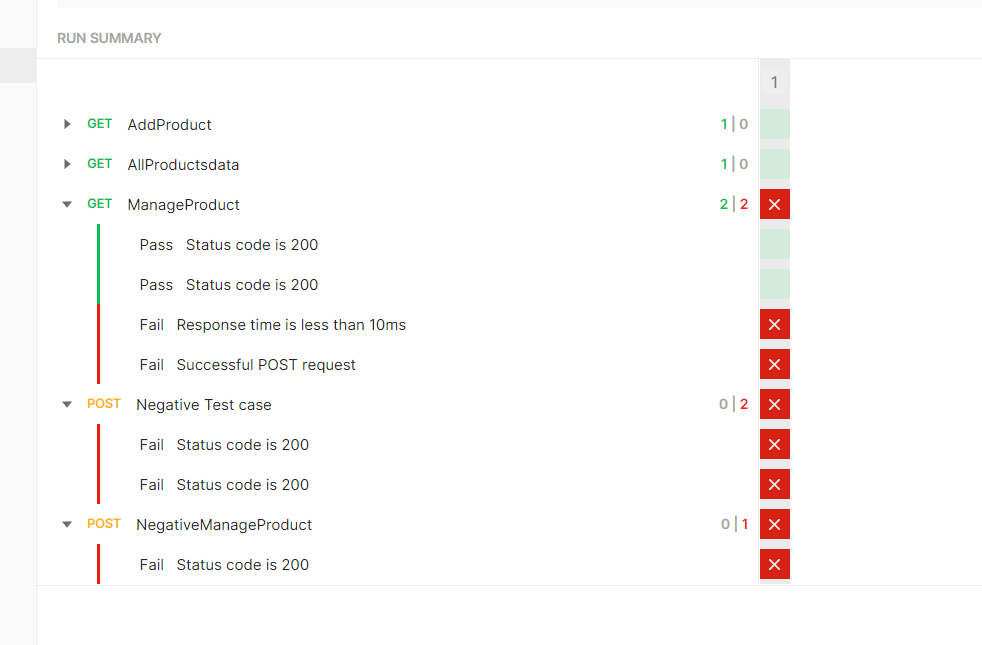 RUN SUMMARY
1
GET AddProduct 1|0
GET AllProductsdata 1|0
GET ManageProduct 2|2
Pass Status code is 200
Pass Status code is 200
Fail Response time is less than 10ms
Fail Successful POST request
POST Negative Test case 0|2
Fail Status code is 200
Fail Status code is 200
POST NegativeManageProduct 0|1
Fail Status code is 200